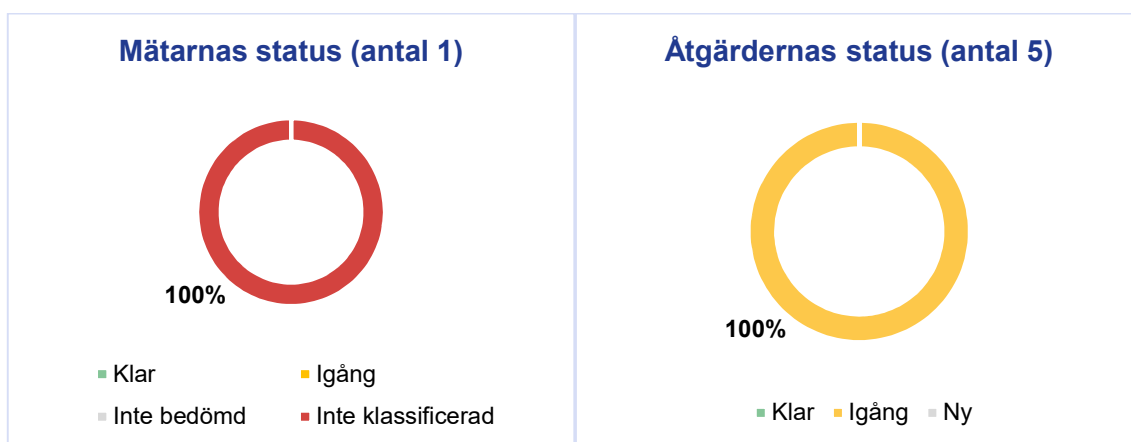 Mätarnas status (antal 1)
100%
Klar
Igång
Inte bedömd
Inte klassificerad
Åtgärdernas status (antal 5)
100%
Klar
Igång
Ny